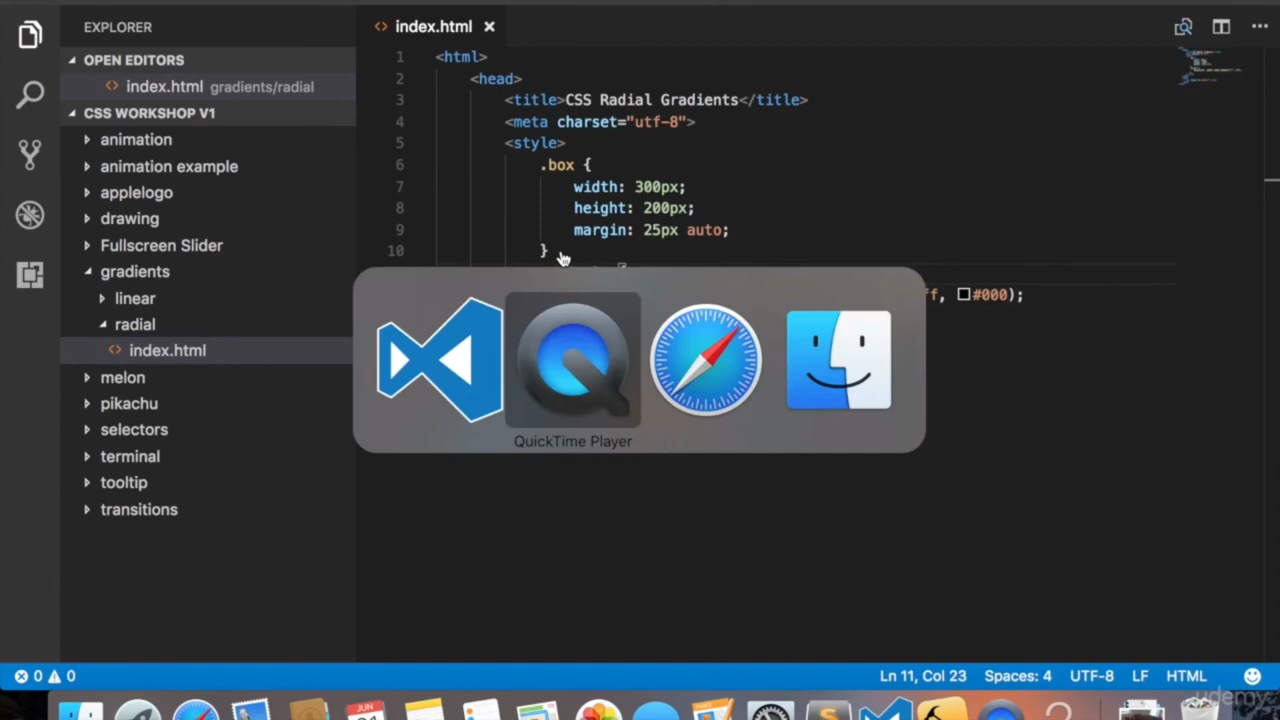 EXPLORER
OPEN EDITORS
index.html gradients/radial
CSS WORKSHOP V1
animation
animation example
applelogo
drawing
Fullscreen Slider
gradients
linear
radial
index.html
melon
pikachu
selectors
terminal
tooltip
transitions
index.html
1 <html>
2 <head>
3 <title>CSS Radial Gradients</title>
4 <meta charset="utf-8">
5 <style>
6 .box {
7 width: 300px;
8 height: 200px;
9 margin: 25px auto;
10 }
#000);
QuickTime Player
0 0
Ln 11, Col 23
Spaces: 4
UTF-8
LF
HTML
JUN
udemy